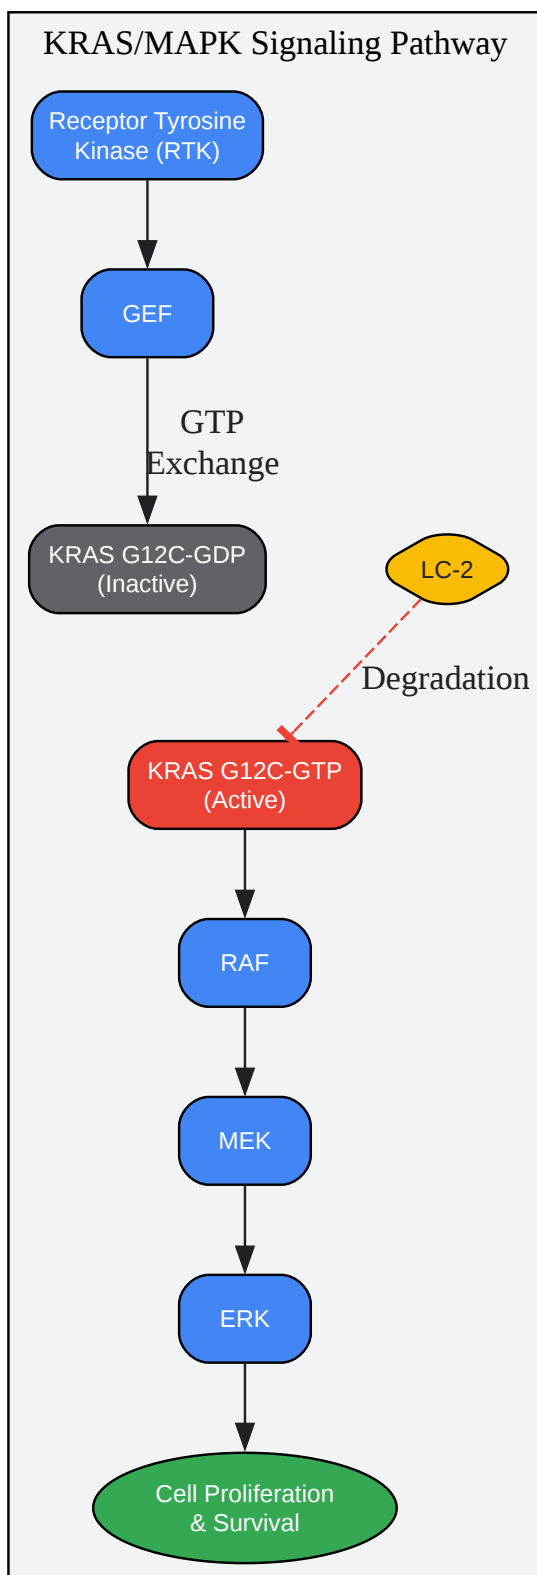 KRAS/MAPK Signaling Pathway
Receptor Tyrosine
Kinase (RTK)
GEF
GTP
Exchange
KRAS G12C-GDP
(Inactive)
LC-2
Degradation
KRAS G12C-GTP
(Active)
RAF
MEK
ERK
Cell Proliferation
& Survival